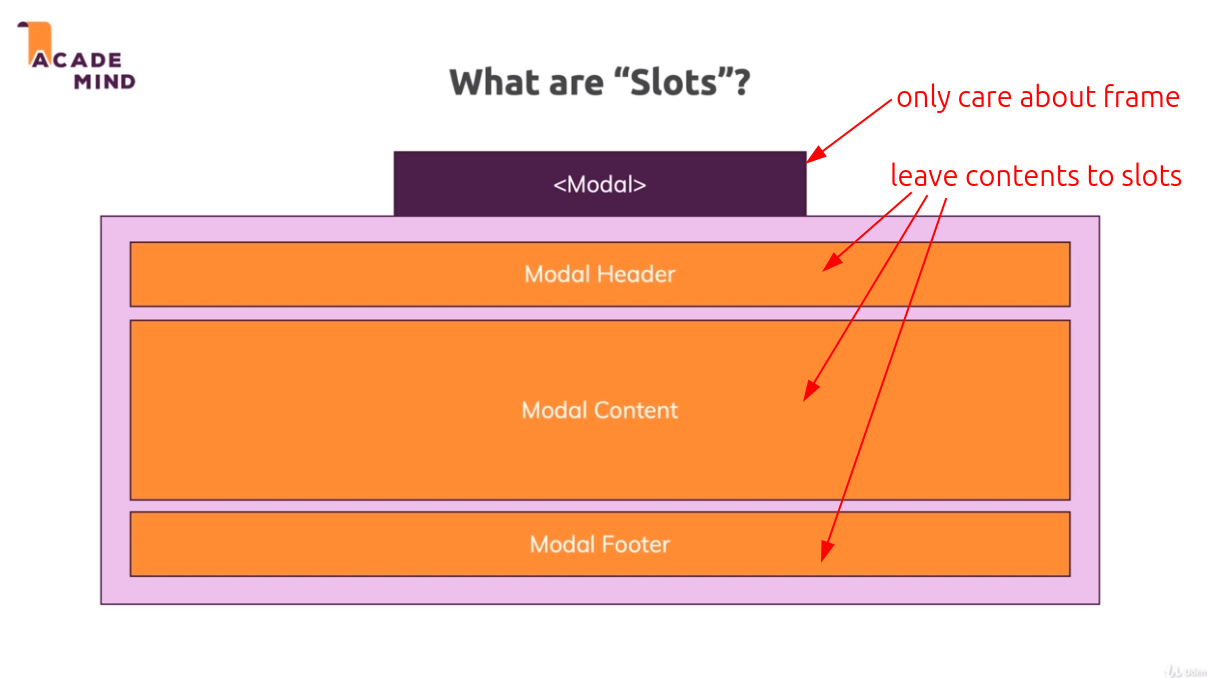 ACADE
MIND
What are “Slots”?
only care about frame
<Modal>
leave contents to slots
Modal Header
Modal Content
Modal Footer